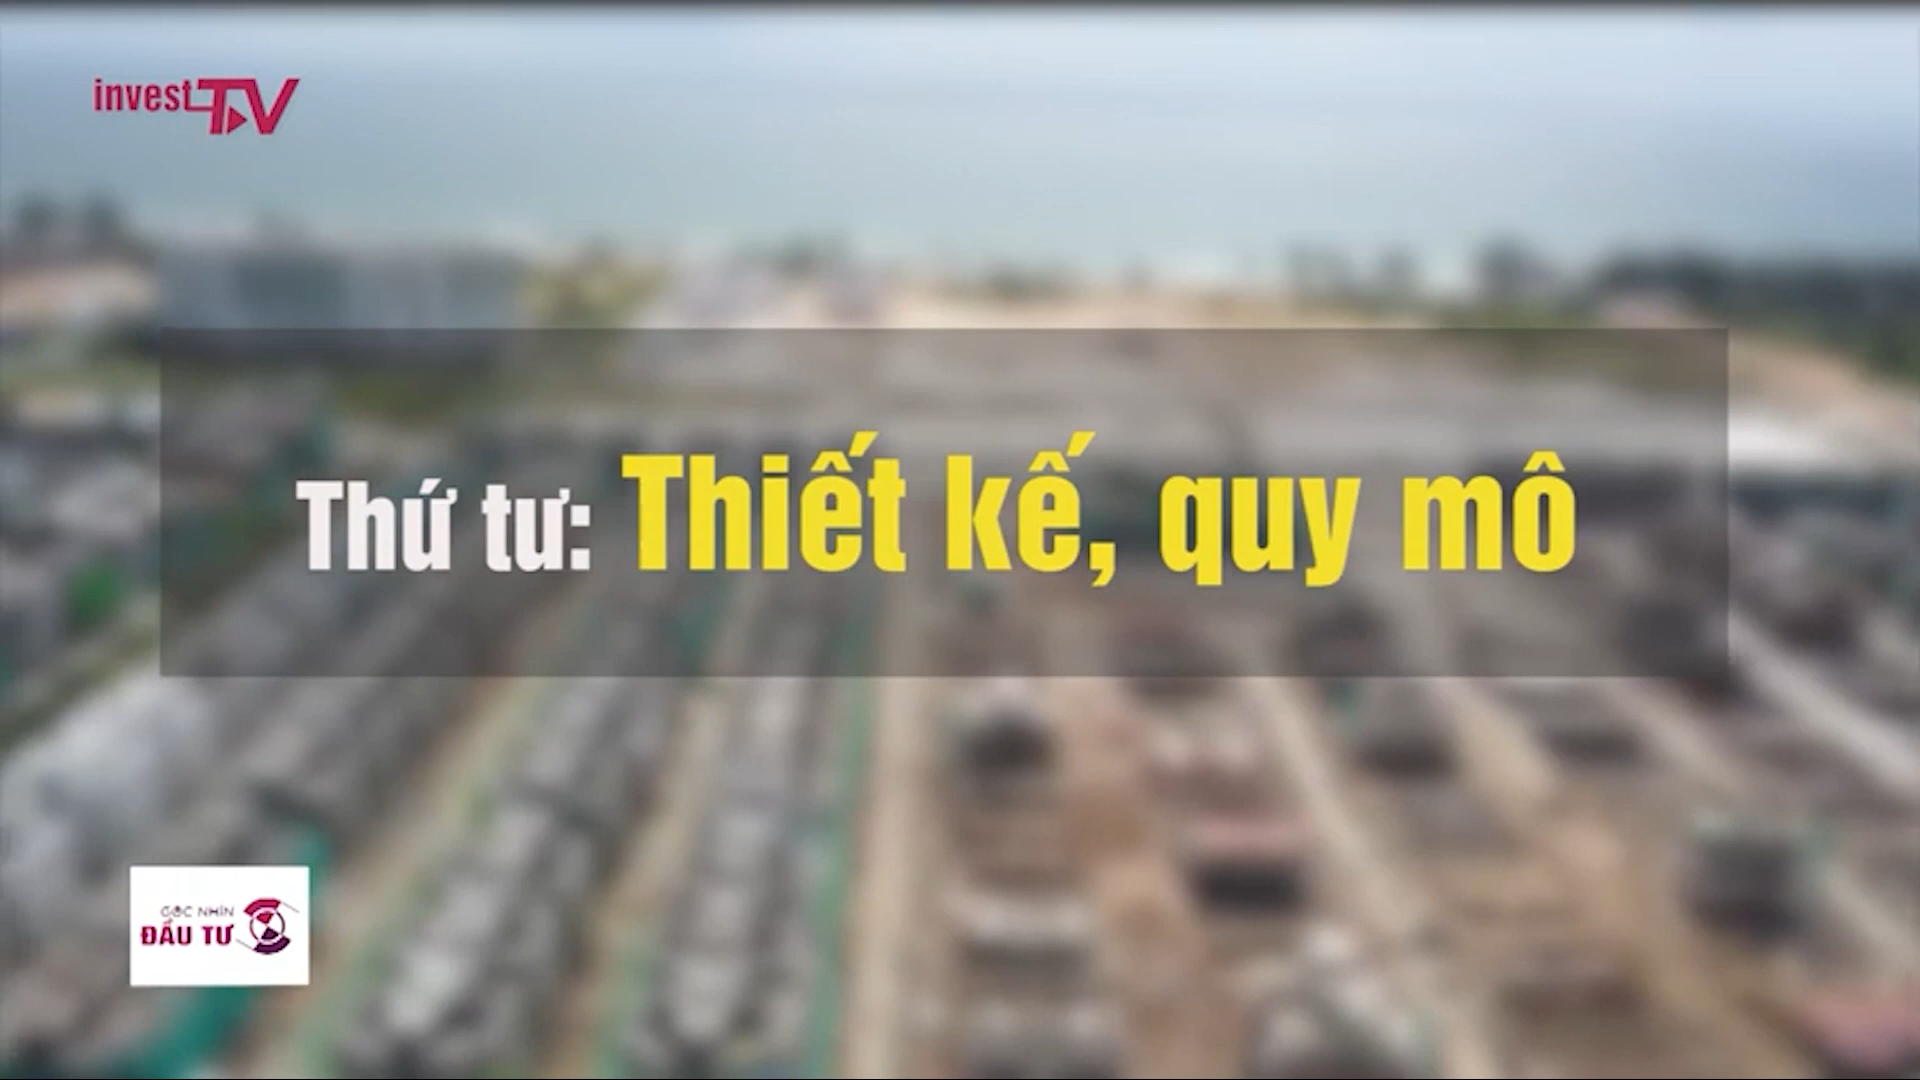 investTV
Thứ tư: Thiết kế, quy mô
GÓC NHÌN
ĐẦU TƯ